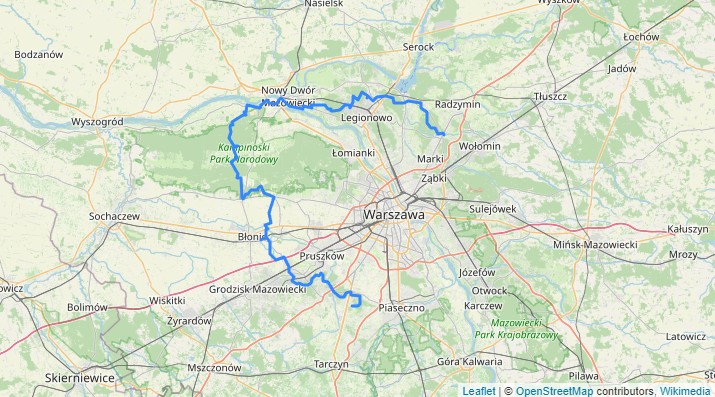 Nasielsk
Wyszków
Bodzanów
Serock
Łochów
Jadów
Nowy Dwór
Mazowiecki
Radzymin
Tłuszcz
Wyszogród
Legionowo
Kampinoski
Park Narodowy
Łomianki
Marki
Wołomin
Ząbki
Sochaczew
Warszawa
Sulejówek
Kałuszyn
Błonie
Mińsk Mazowiecki
Mrozy
Pruszków
Józefów
Grodzisk Mazowiecki
Otwock
Wiskitki
Bolimów
Karczew
Piaseczno
Żyrardów
Mazowiecki
Park Krajobrazowy
Latowicz
Mszczonów
Tarczyn
Góra Kalwaria
Skierniewice
Pilawa
Leaflet | © OpenStreetMap contributors, Wikimedia